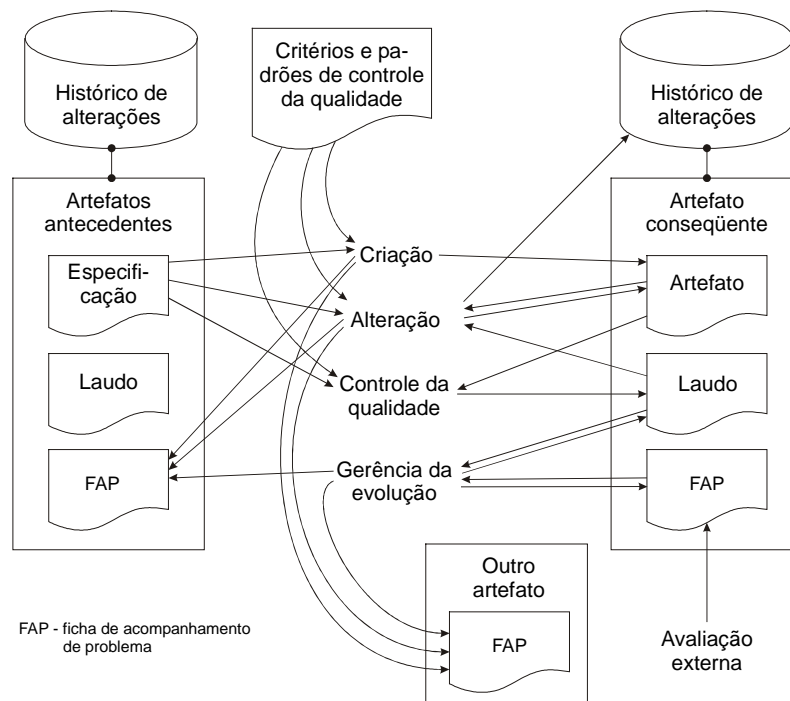 Histórico de
alterações
Critérios e pa-
drões de controle
da qualidade
Histórico de
alterações
Artefatos
antecedentes
Especifi-
cação
Laudo
FAP
Criação
Alteração
Controle da
qualidade
Gerência da
evolução
Artefato
conseqüente
Artefato
Laudo
FAP
Outro
artefato
FAP
Avaliação
externa
FAP - ficha de acompanhamento
de problema